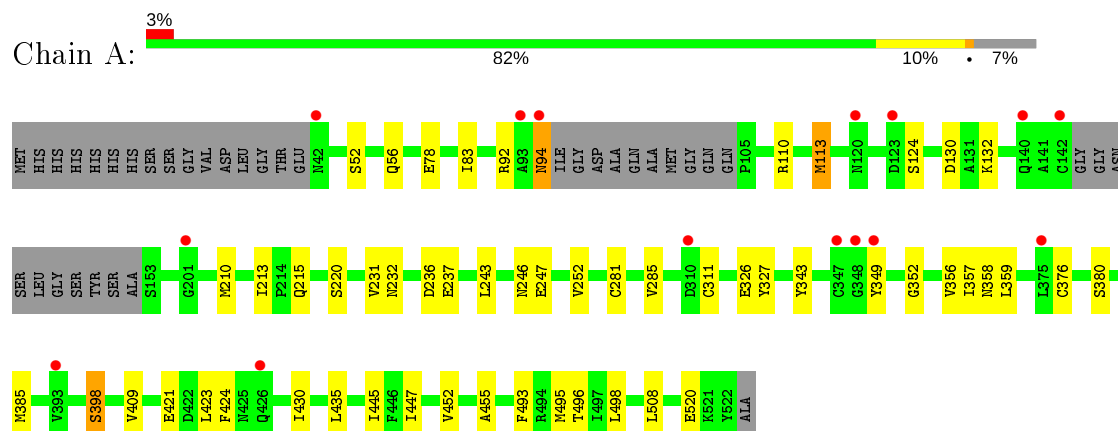 3%
Chain A:
82% 10% • 7%
MET HIS HIS HIS HIS HIS HIS SER SER GLY VAL ASP LEU GLY THR GLU N42 S52 Q56 E78 I83 R92 A93 N94 ILE GLY ASP ALA GLN ALA MET GLY GLN GLN P105 R110 M113 N120 D123 S124 D130 A131 K132 Q140 A141 C142 GLY GLY ASN
SER LEU GLY SER TYR SER ALA S153 G201 M210 I213 P214 Q215 S220 V231 N232 D236 E237 L243 N246 E247 V252 C281 V285 D310 C311 E326 Y327 Y343 C347 G348 Y349 G352 V356 I357 N358 L359 L375 C376 S380
M385 V393 S398 V409 E421 D422 L423 F424 N425 Q426 I430 L435 I445 F446 I447 V452 A455 F493 R494 M495 T496 I497 L498 L508 E520 K521 Y522 ALA